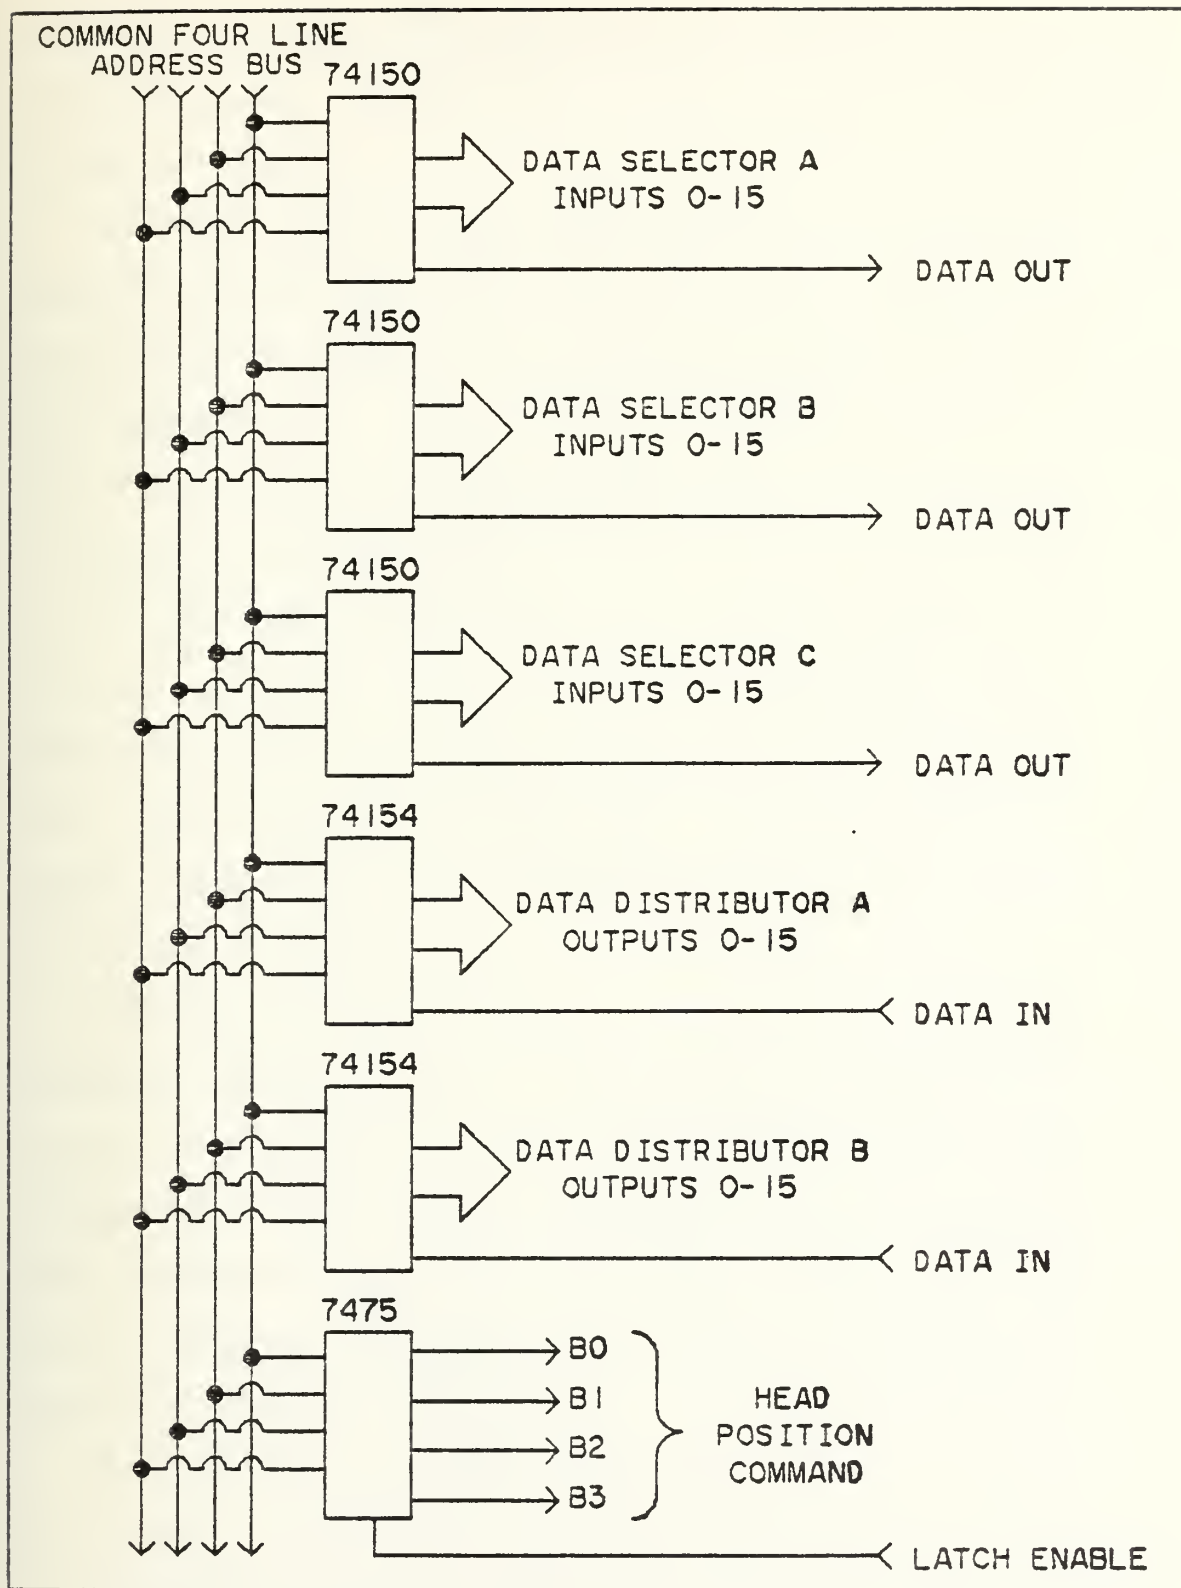 COMMON FOUR LINE
ADDRESS BUS
74150
DATA SELECTOR A
INPUTS 0-15
DATA OUT
74150
DATA SELECTOR B
INPUTS 0-15
DATA OUT
74150
DATA SELECTOR C
INPUTS 0-15
DATA OUT
74154
DATA DISTRIBUTOR A
OUTPUTS 0-15
DATA IN
74154
DATA DISTRIBUTOR B
OUTPUTS 0-15
DATA IN
7475
B0
B1
B2
B3
HEAD
POSITION
COMMAND
LATCH ENABLE